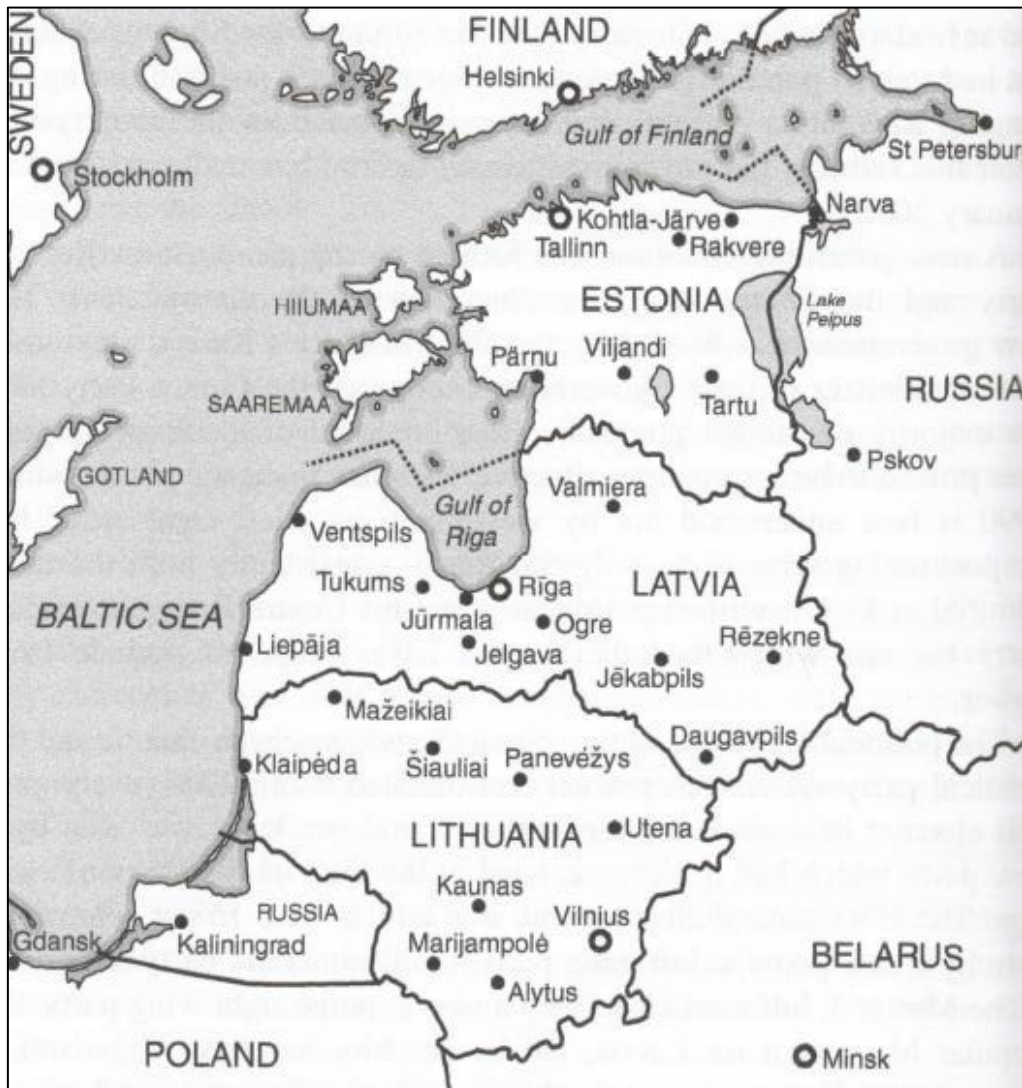 FINLAND
SWEDEN
Helsinki
Gulf of Finland
St Petersburg
Stockholm
Kohtla-Järve
Narva
Tallinn
Rakvere
HIIUMAA
ESTONIA
Lake
Peipus
Pärnu
Viljandi
RUSSIA
SAAREMAA
Tartu
GOTLAND
Pskov
Valmiera
Gulf of
Riga
Ventspils
Tukums
Rīga
LATVIA
BALTIC SEA
Jūrmala
Ogre
Rēzekne
Liepāja
Jelgava
Jēkabpils
Mažeikiai
Daugavpils
Klaipėda
Šiauliai
Panevėžys
LITHUANIA
Utena
Kaunas
RUSSIA
Vilnius
Gdansk
Kaliningrad
Marijampolė
BELARUS
Alytus
POLAND
Minsk